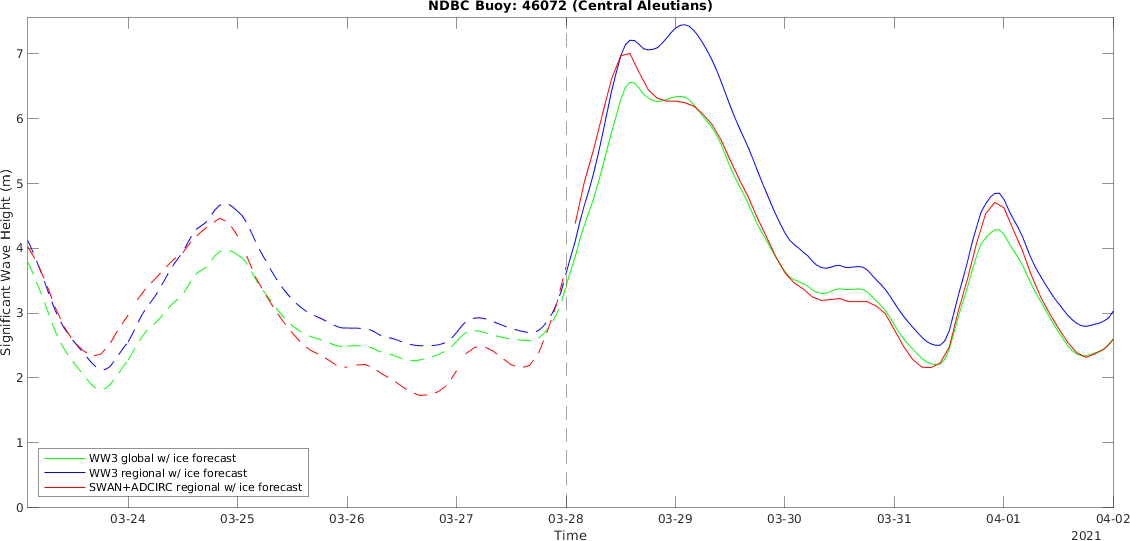 NDBC Buoy: 46072 (Central Aleutians)
Significant Wave Height (m)
7
6
5
4
3
2
1
0
WW3 global w/ ice forecast
WW3 regional w/ ice forecast
SWAN+ADCIRC regional w/ ice forecast
03-24 03-25 03-26 03-27 03-28 03-29 03-30 03-31 04-01 04-02
Time
2021